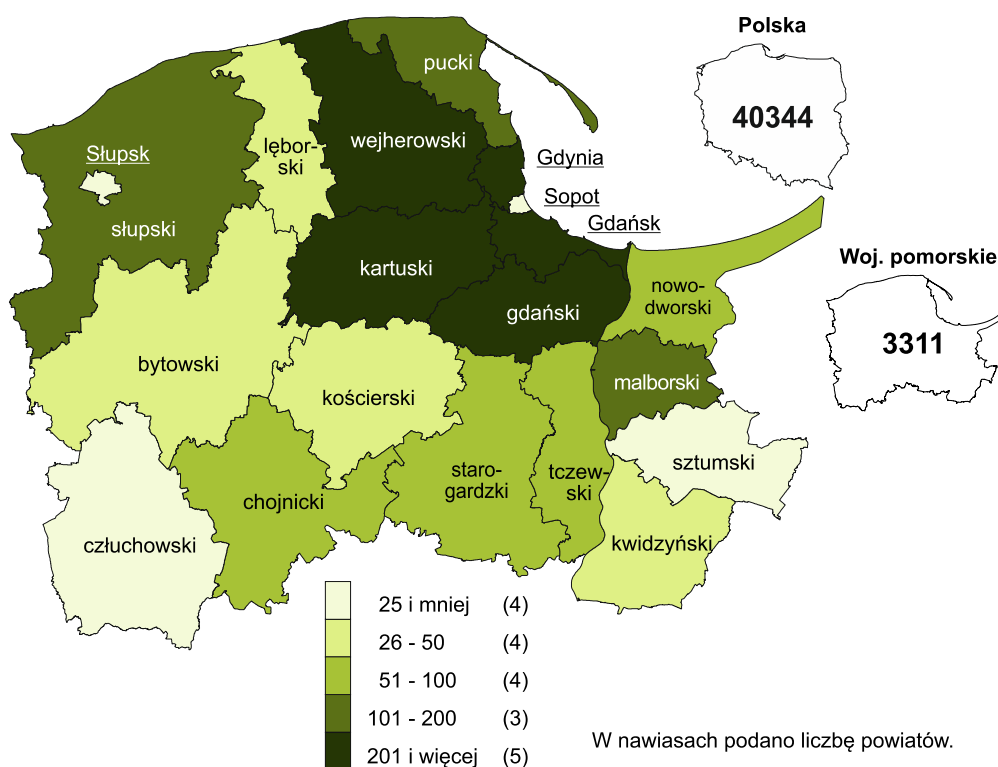 Polska
40344
pucki
wejherowski
lębor-
ski
Gdynia
Słupsk
Sopot
Gdańsk
słupski
Woj. pomorskie
kartuski
nowo-
dworski
gdański
3311
bytowski
malborski
kościerski
sztumski
staro-
gardzki
tczew-
ski
chojnicki
człuchowski
kwidzyński
25 i mniej (4)
26 - 50 (4)
51 - 100 (4)
101 - 200 (3)
201 i więcej (5)
W nawiasach podano liczbę powiatów.